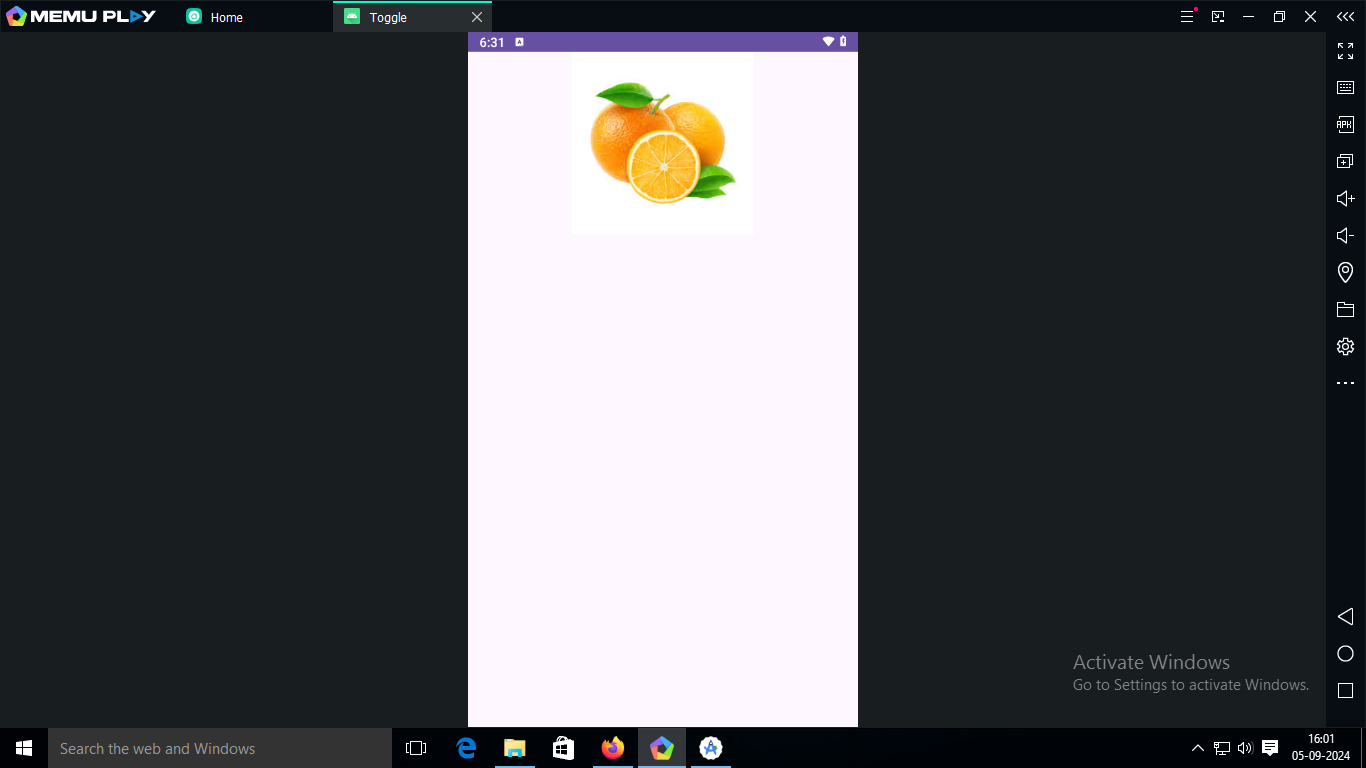 MEMU PLAY
Home
Toggle
6:31
A
APK
Activate Windows
Go to Settings to activate Windows.
Search the web and Windows
16:01
05-09-2024